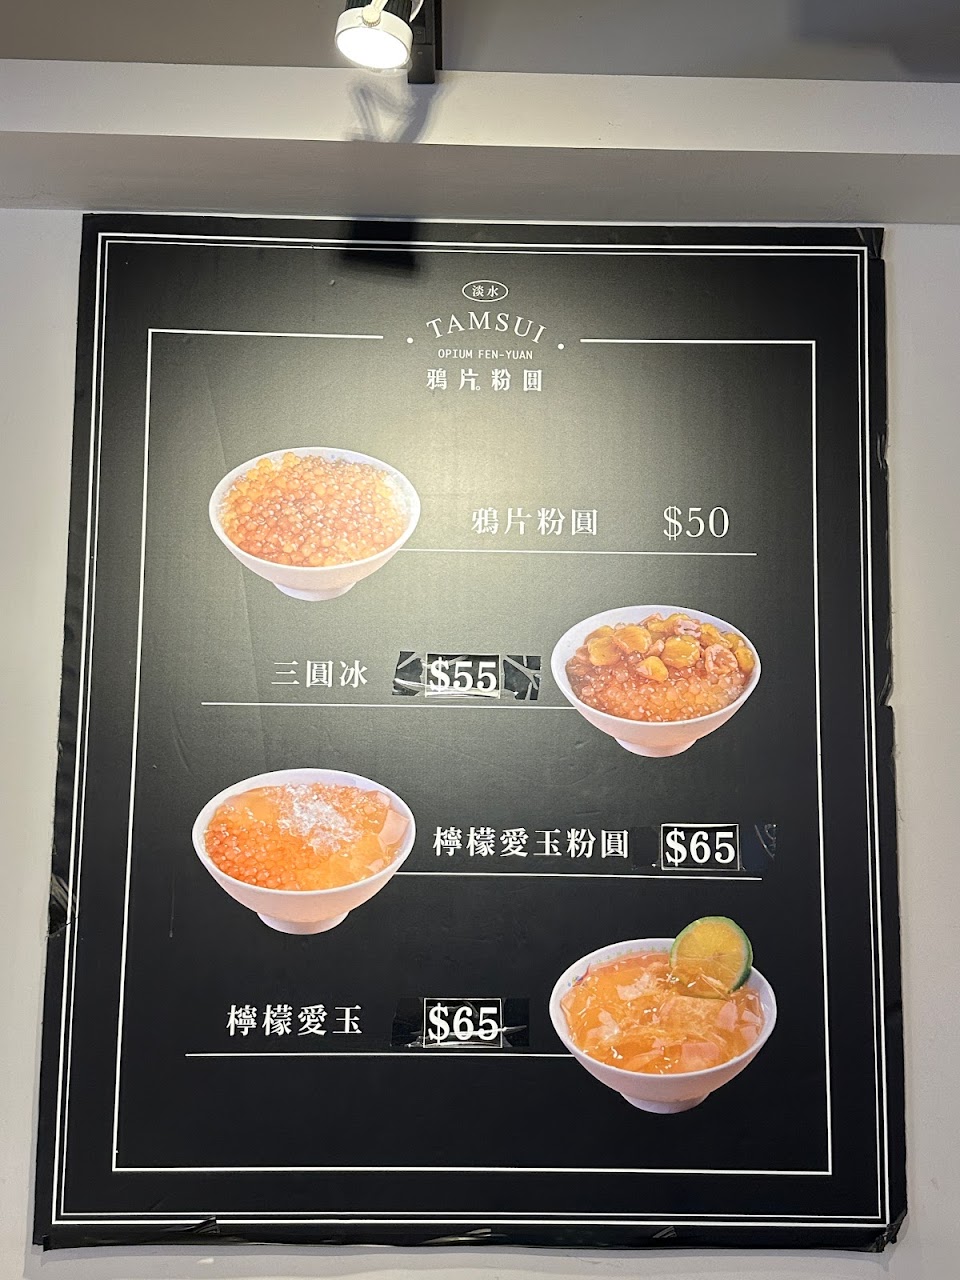 淡水
TAMSUI
OPIUM FEN-YUAN
鴉片粉圓
鴉片粉圓 $50
三圓冰 $55
檸檬愛玉粉圓 $65
檸檬愛玉 $65